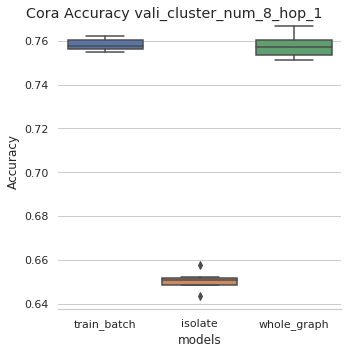 Cora Accuracy vali_cluster_num_8_hop_1
0.76
0.74
0.72
0.70
0.68
0.66
0.64
Accuracy
train_batch
isolate
whole_graph
models